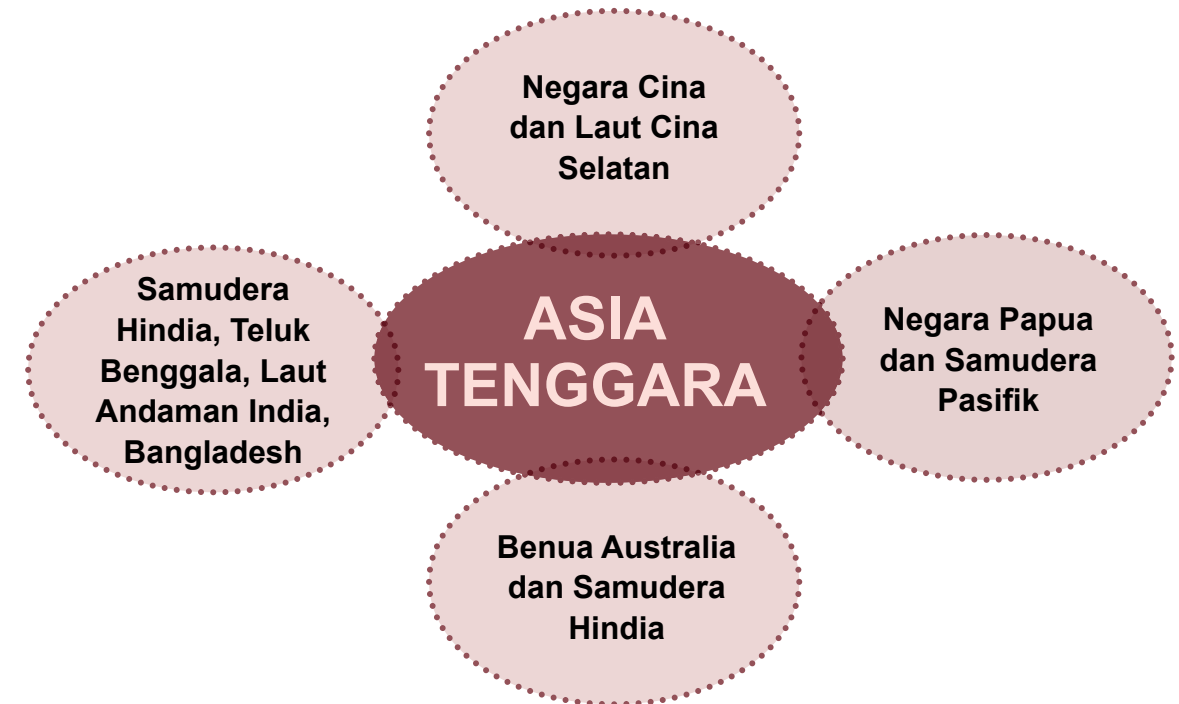 Negara Cina
dan Laut Cina
Selatan
Samudera
Hindia, Teluk
Benggala, Laut
Andaman India,
Bangladesh
ASIA
TENGGARA
Negara Papua
dan Samudera
Pasifik
Benua Australia
dan Samudera
Hindia